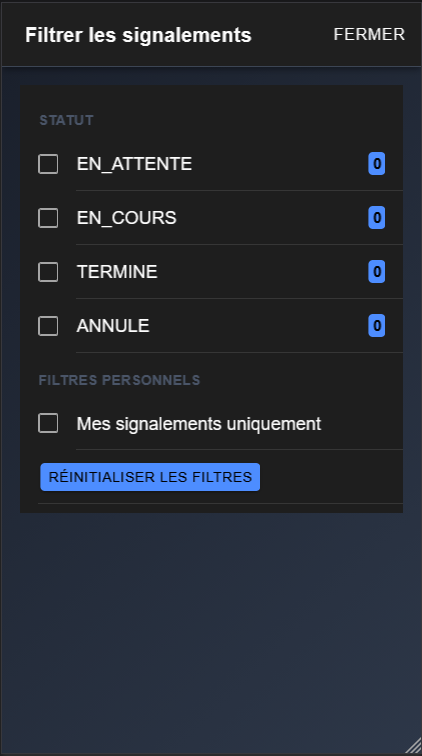 Filtrer les signalements FERMER
STATUT
EN_ATTENTE 0
EN_COURS 0
TERMINE 0
ANNULE 0
FILTRES PERSONNELS
Mes signalements uniquement
RÉINITIALISER LES FILTRES